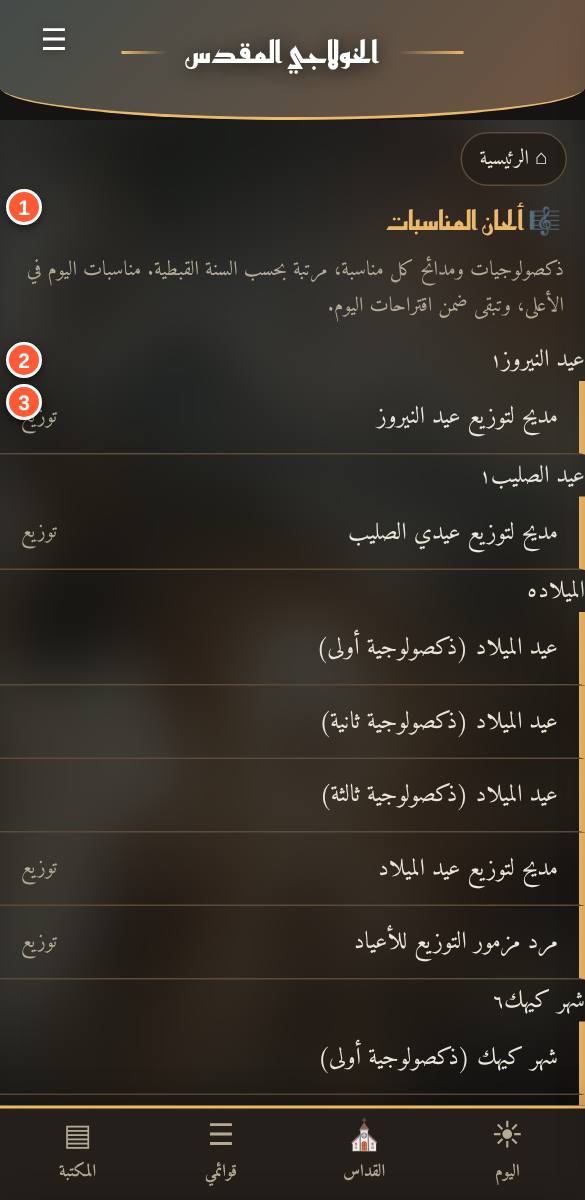 ☰
الخولاجي المقدس
⌂ الرئيسية
1
🎼 ألحان المناسبات
ذكصولوجيات ومدائح كل مناسبة، مرتبة بحسب السنة القبطية. مناسبات اليوم في
الأعلى، وتبقى ضمن اقتراحات اليوم.
2
عيد النيروز١
3
مديح لتوزيع عيد النيروز توزيع
عيد الصليب١
مديح لتوزيع عيدي الصليب توزيع
الميلاد٥
عيد الميلاد (ذكصولوجية أولى)
عيد الميلاد (ذكصولوجية ثانية)
عيد الميلاد (ذكصولوجية ثالثة)
مديح لتوزيع عيد الميلاد توزيع
مرد مزمور التوزيع للأعياد توزيع
شهر كيهك٦
شهر كيهك (ذكصولوجية أولى)
اليوم القداس قوائمي المكتبة